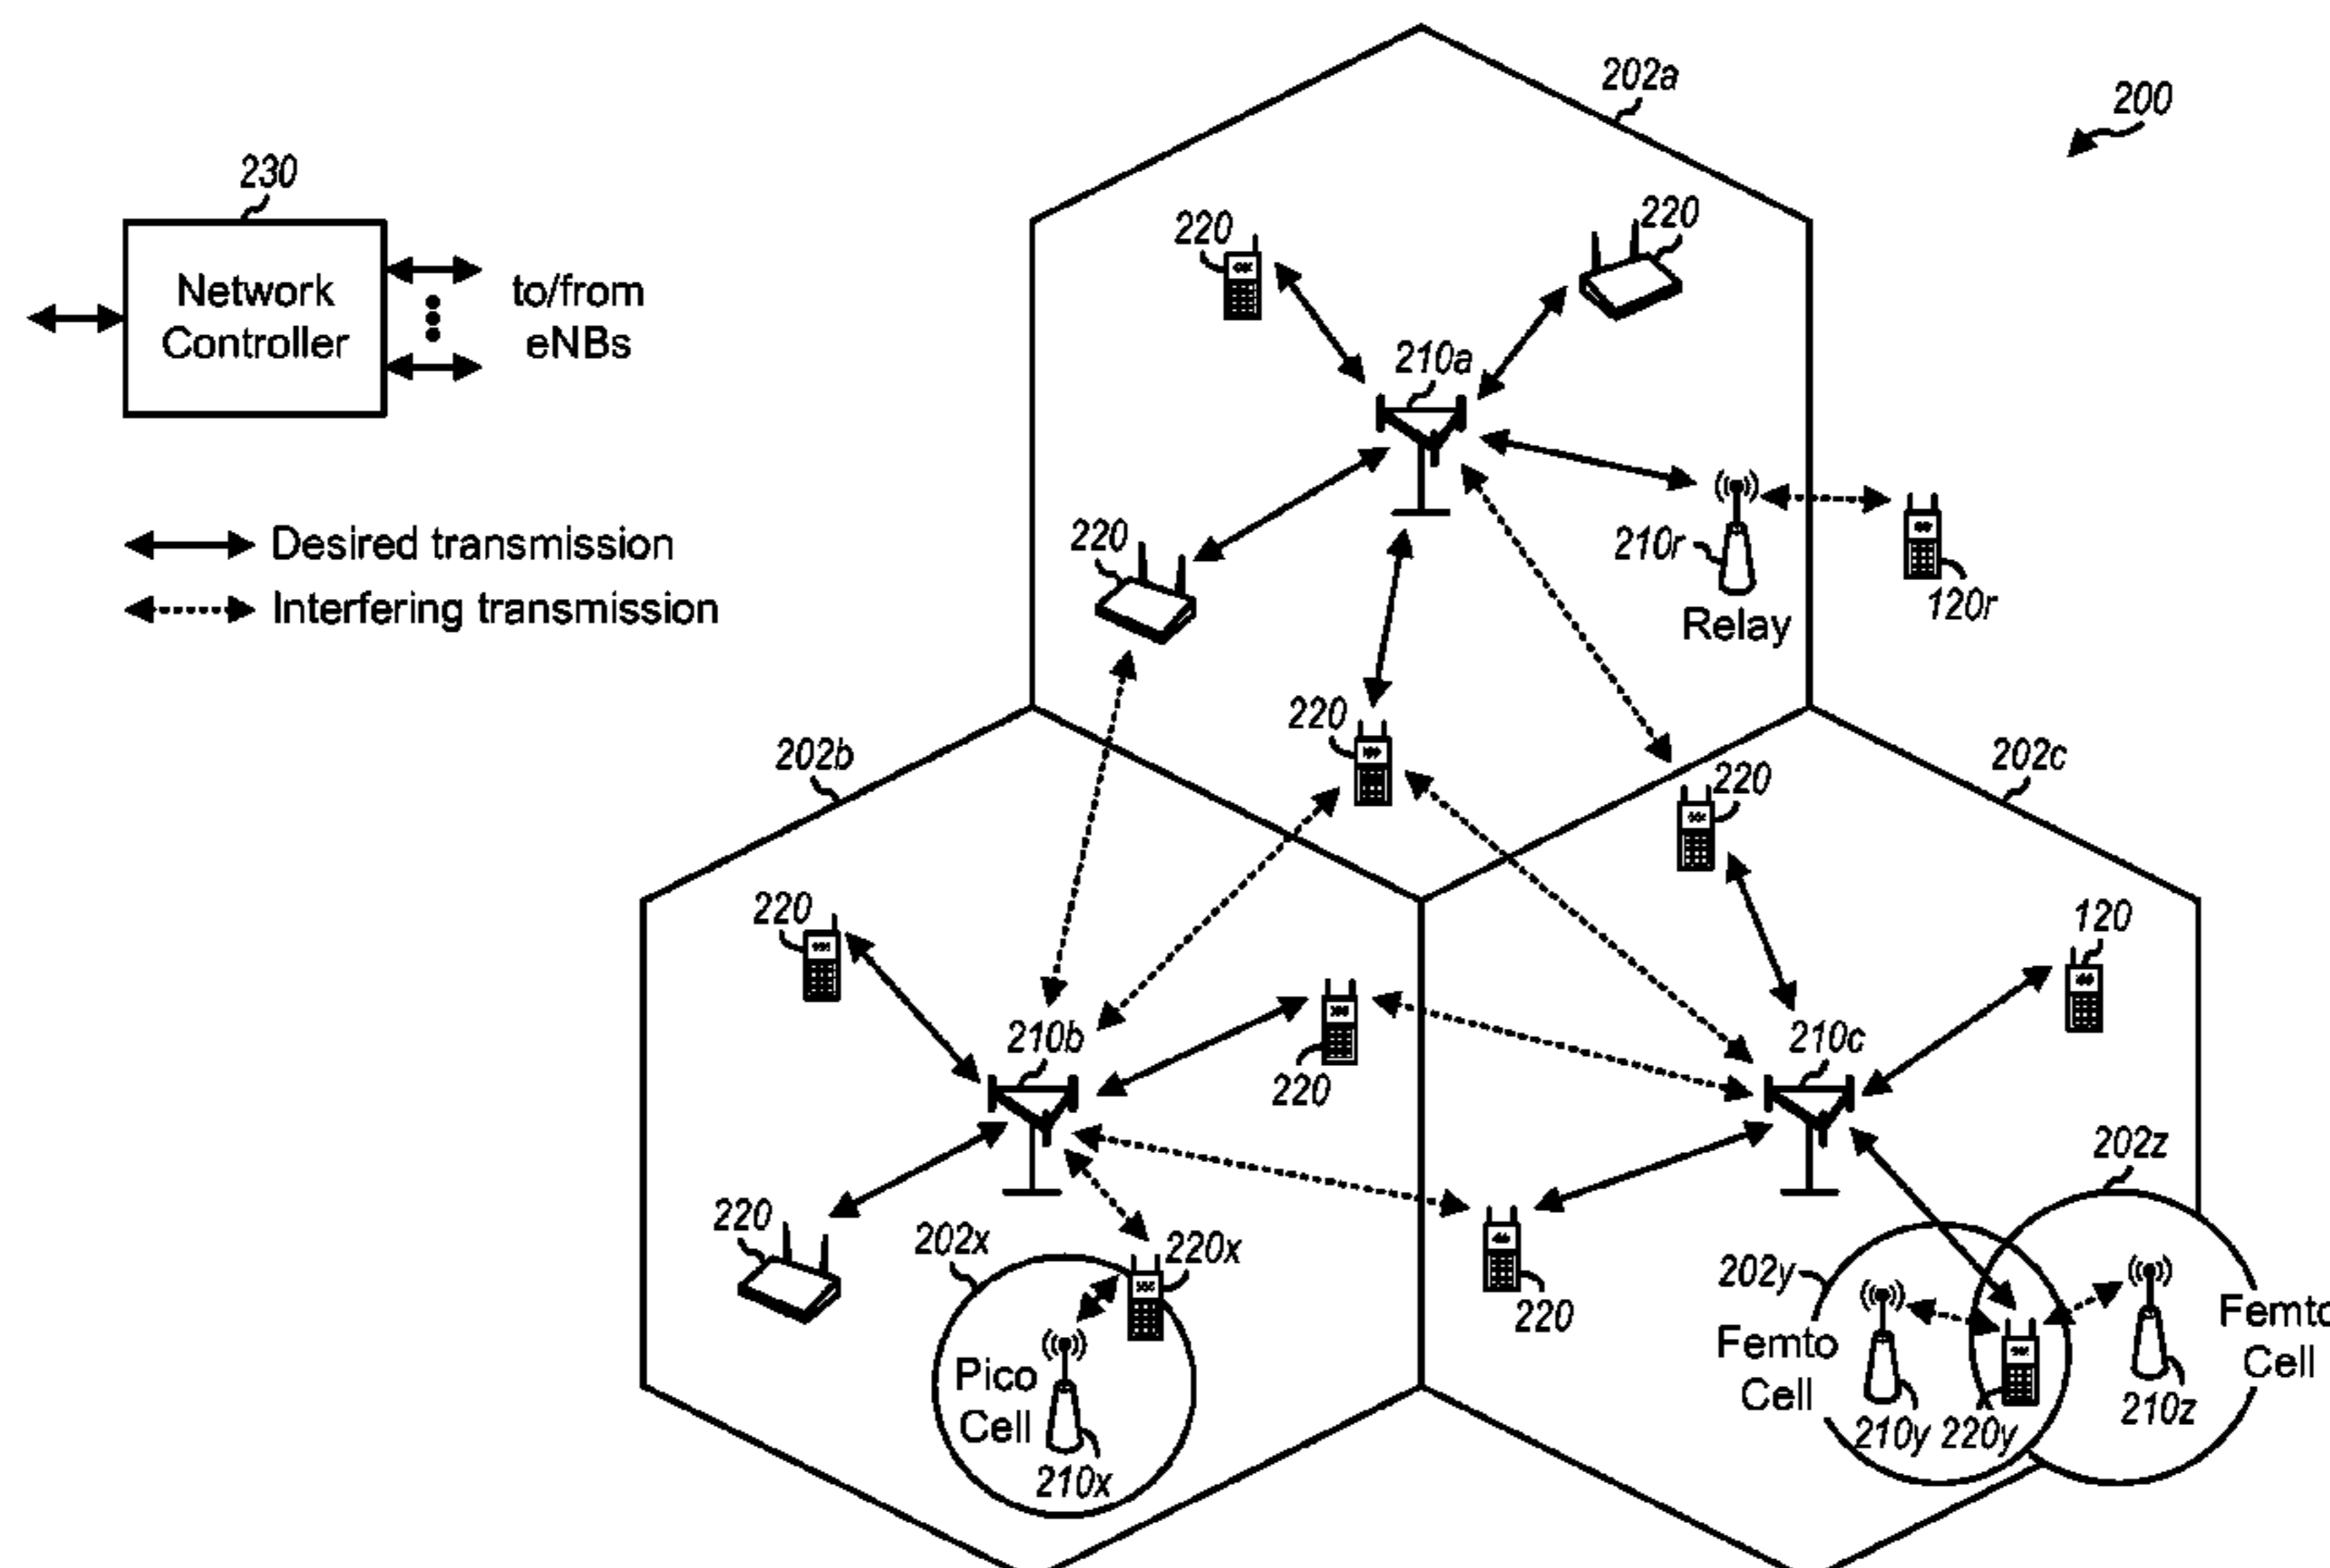 202a
200
230
220
220
Network
Controller
to/from
eNBs
210a
Desired transmission
Interfering transmission
220
210r
120r
Relay
220
202b
202c
220
220
120
210b
210c
220
202z
220
202x
220x
202y
220
Femto
Cell
Femto
Cell
Pico
Cell
210y
220y
210z
210x